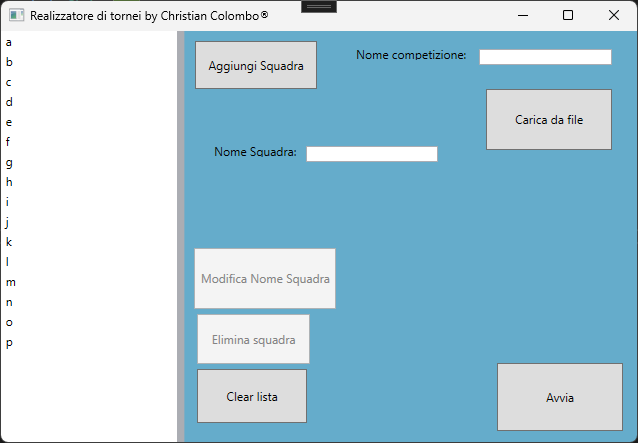 Realizzatore di tornei by Christian Colombo®
a
b
c
d
e
f
g
h
i
j
k
l
m
n
o
p
Aggiungi Squadra
Nome competizione:
Carica da file
Nome Squadra:
Modifica Nome Squadra
Elimina squadra
Clear lista
Avvia